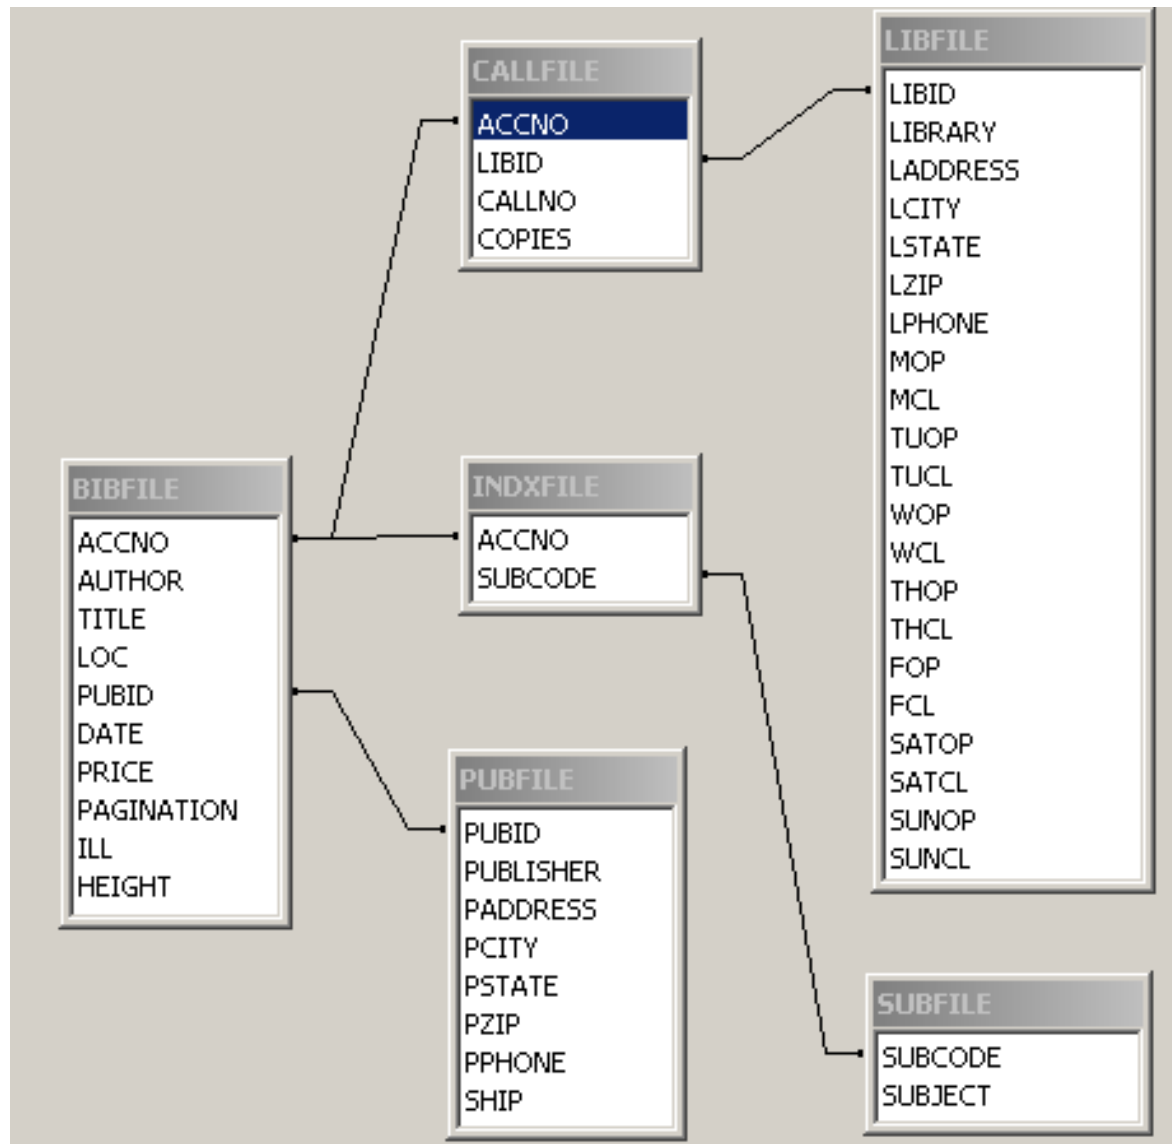 CALLFILE
ACCNO
LIBID
CALLNO
COPIES
LIBFILE
LIBID
LIBRARY
LADDRESS
LCITY
LSTATE
LZIP
LPHONE
MOP
MCL
TUOP
TUCL
WOP
WCL
THOP
THCL
FOP
FCL
SATOP
SATCL
SUNOP
SUNCL
BIBFILE
ACCNO
AUTHOR
TITLE
LOC
PUBID
DATE
PRICE
PAGINATION
ILL
HEIGHT
INDXFILE
ACCNO
SUBCODE
PUBFILE
PUBID
PUBLISHER
PADDRESS
PCITY
PSTATE
PZIP
PPHONE
SHIP
SUBFILE
SUBCODE
SUBJECT